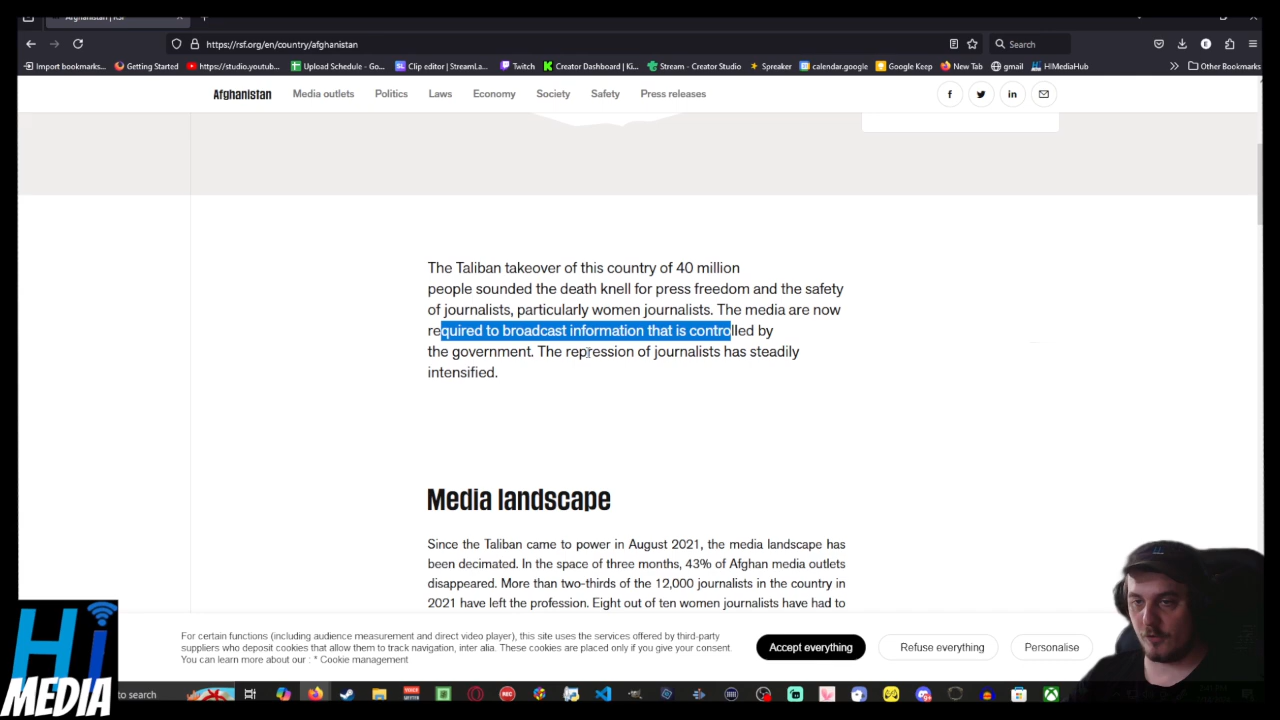 Afghanistan | RSF
https://rsf.org/en/country/afghanistan
Search
Import bookmarks... Getting Started https://studio.youtub... Upload Schedule - Go... Clip editor | StreamLa... Twitch Creator Dashboard | Ki... Stream - Creator Studio Spreaker calendar.google Google Keep New Tab gmail HiMediaHub Other Bookmarks
Afghanistan Media outlets Politics Laws Economy Society Safety Press releases
The Taliban takeover of this country of 40 million
people sounded the death knell for press freedom and the safety
of journalists, particularly women journalists. The media are now
required to broadcast information that is controlled by
the government. The repression of journalists has steadily
intensified.
Media landscape
Since the Taliban came to power in August 2021, the media landscape has
been decimated. In the space of three months, 43% of Afghan media outlets
disappeared. More than two-thirds of the 12,000 journalists in the country in
2021 have left the profession. Eight out of ten women journalists have had to
For certain functions (including audience measurement and direct video player), this site uses the services offered by third-party
suppliers who deposit cookies that allow them to track navigation, inter alia. These cookies are placed only if you give your consent.
You can learn more about our : * Cookie management
Accept everything Refuse everything Personalise
Hi
MEDIA
to search